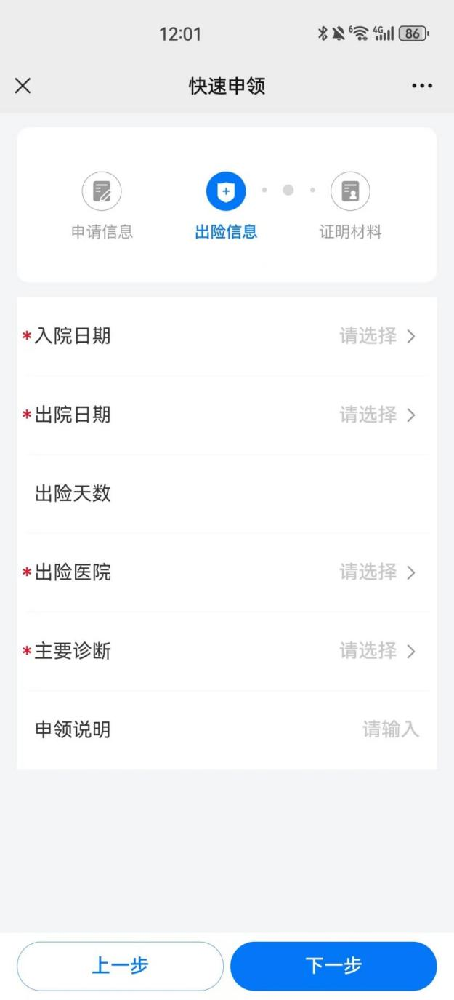 12:01
6
4G
86
快速申领
申请信息
出险信息
证明材料
*入院日期 请选择
*出院日期 请选择
出险天数
*出险医院 请选择
*主要诊断 请选择
申领说明 请输入
上一步
下一步